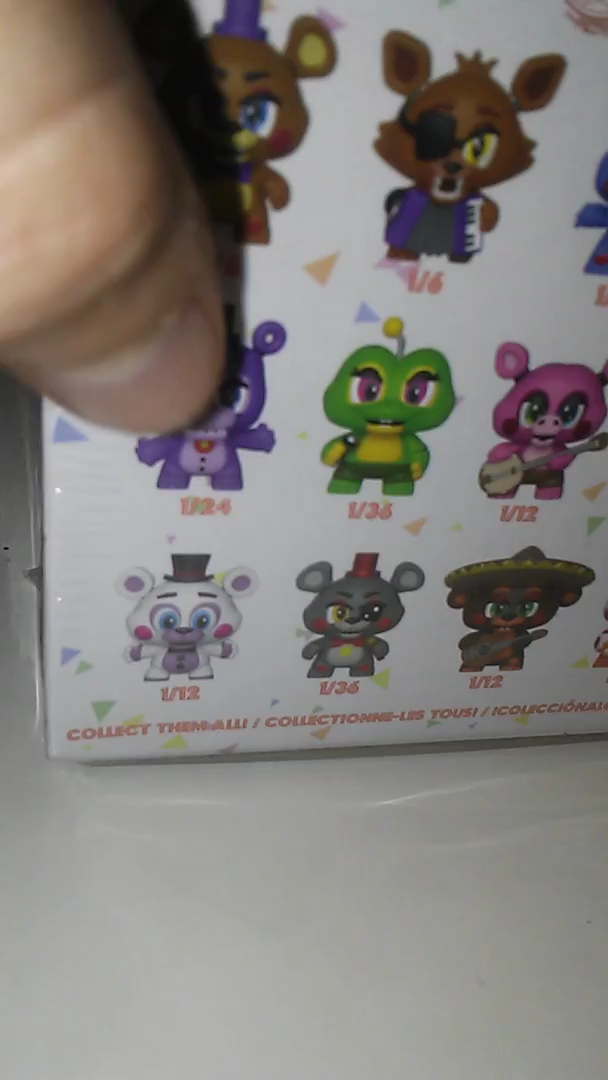 1/6
1/24 1/36 1/12
1/12 1/36 1/12
COLLECT THEM ALL! / COLLECTIONNE-LES TOUS! / ¡COLECCIÓNAL